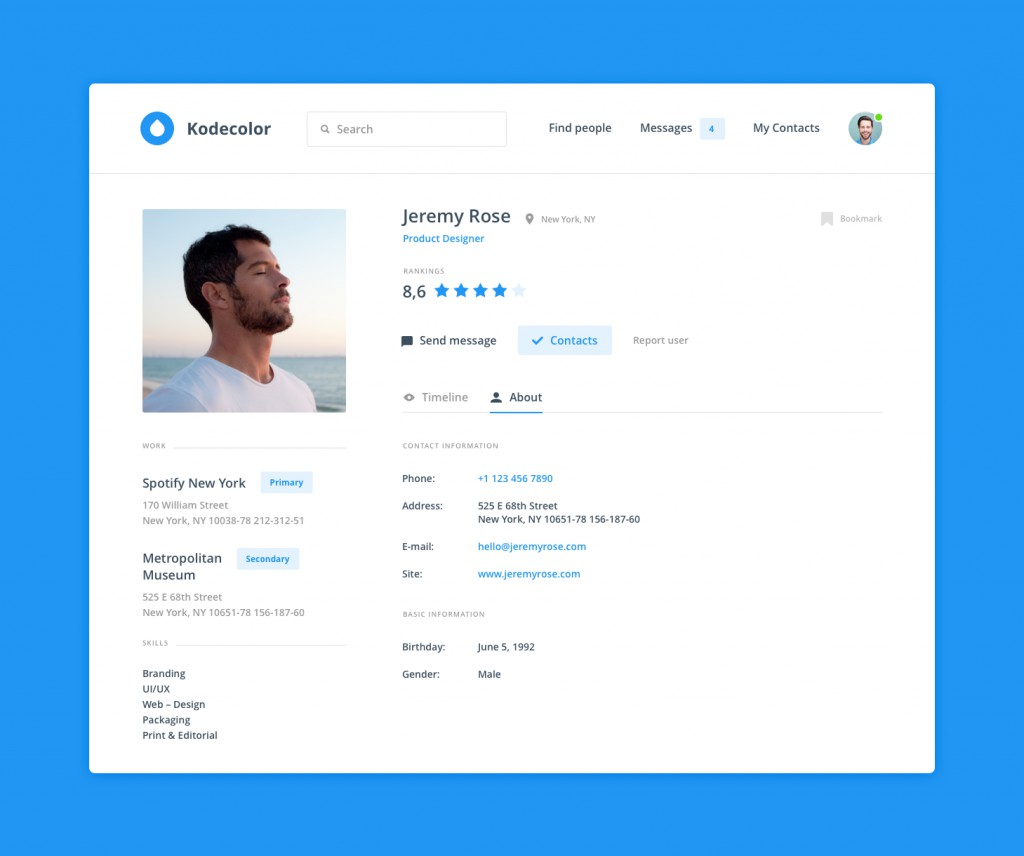 Kodecolor
Search
Find people
Messages 4
My Contacts
Jeremy Rose New York, NY
Bookmark
Product Designer
RANKINGS
8,6
Send message
Contacts
Report user
Timeline
About
WORK
Spotify New York Primary
170 William Street
New York, NY 10038-78 212-312-51
Metropolitan Secondary
Museum
525 E 68th Street
New York, NY 10651-78 156-187-60
SKILLS
Branding
UI/UX
Web – Design
Packaging
Print & Editorial
CONTACT INFORMATION
Phone: +1 123 456 7890
Address: 525 E 68th Street
New York, NY 10651-78 156-187-60
E-mail: hello@jeremyrose.com
Site: www.jeremyrose.com
BASIC INFORMATION
Birthday: June 5, 1992
Gender: Male